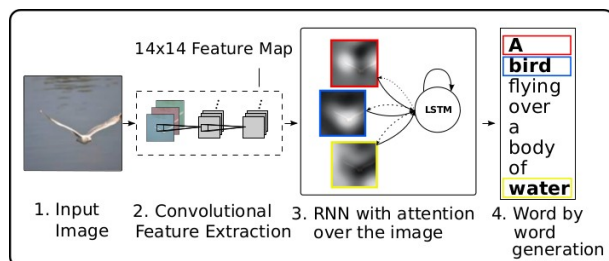 14x14 Feature Map
LSTM
A
bird
flying
over
a
body
of
water
1. Input
Image
2. Convolutional
Feature Extraction
3. RNN with attention
over the image
4. Word by
word
generation